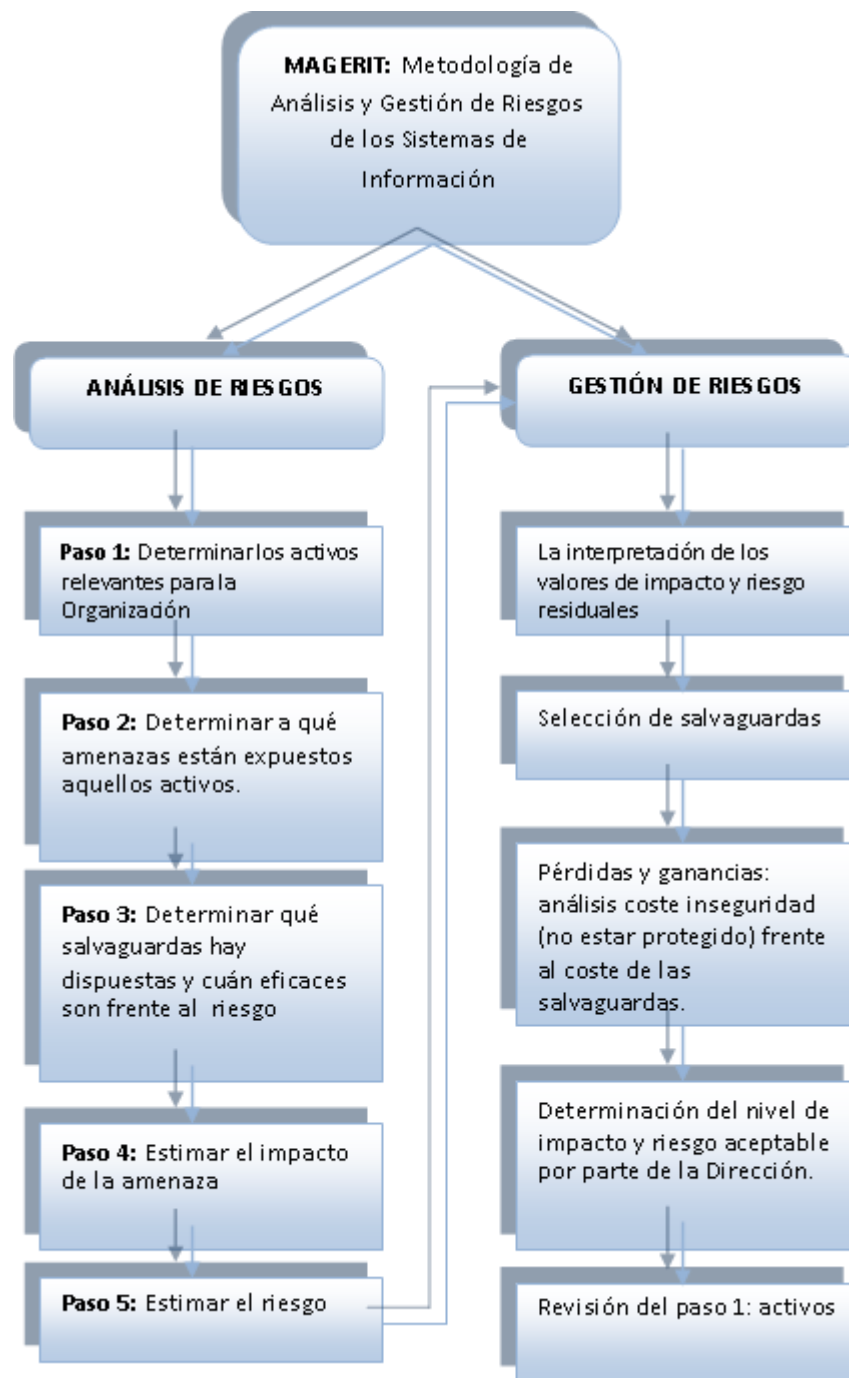 MAGERIT: Metodología de
Análisis y Gestión de Riesgos
de los Sistemas de
Información
ANÁLISIS DE RIESGOS
Paso 1: Determinar los activos
relevantes para la
Organización
Paso 2: Determinar a qué
amenazas están expuestos
aquellos activos.
Paso 3: Determinar qué
salvaguardas hay
dispuestas y cuán eficaces
son frente al riesgo
Paso 4: Estimar el impacto
de la amenaza
Paso 5: Estimar el riesgo
GESTIÓN DE RIESGOS
La interpretación de los
valores de impacto y riesgo
residuales
Selección de salvaguardas
Pérdidas y ganancias:
análisis coste inseguridad
(no estar protegido) frente
al coste de las
salvaguardas.
Determinación del nivel de
impacto y riesgo aceptable
por parte de la Dirección.
Revisión del paso 1: activos